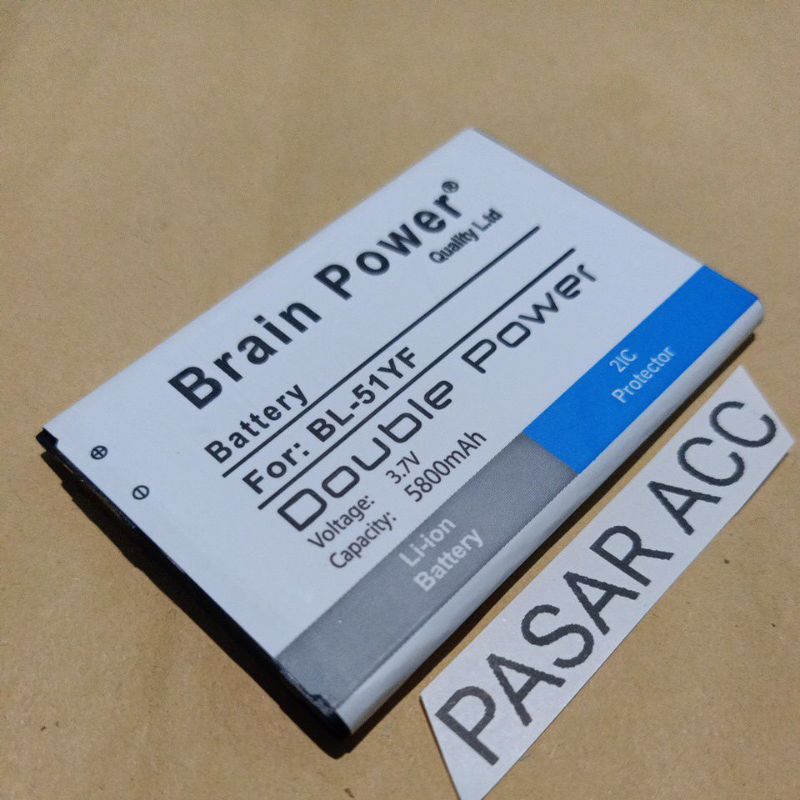 Brain Power®
Quality L.td
Battery
For: BL-51YF
Double Power
Voltage: 3.7V
Capacity: 5800mAh
Li-ion
Battery
2IC
Protector
PASAR ACC